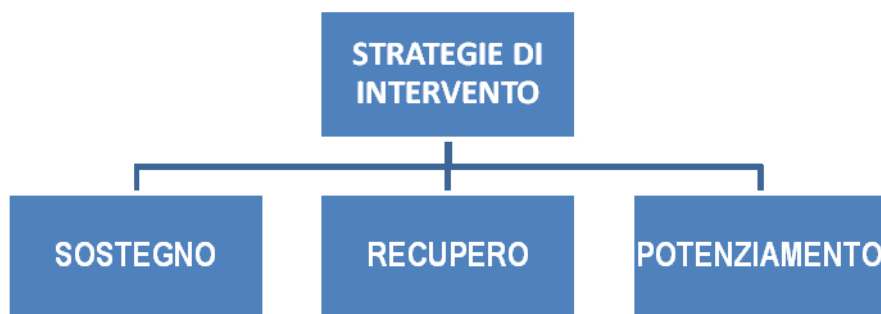 STRATEGIE DI
INTERVENTO
SOSTEGNO
RECUPERO
POTENZIAMENTO